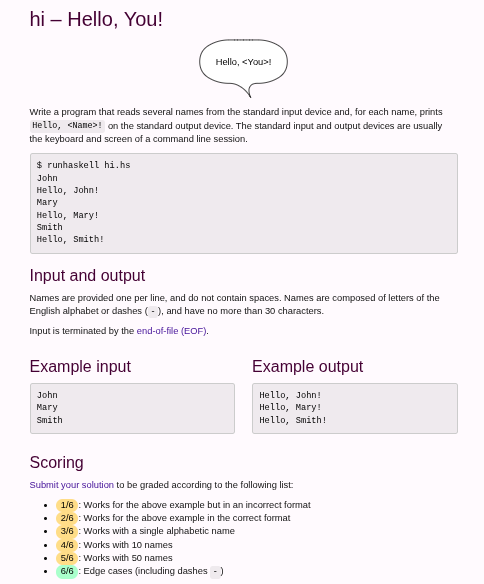 hi – Hello, You!
Hello, <You>!
Write a program that reads several names from the standard input device and, for each name, prints
Hello, <Name>! on the standard output device. The standard input and output devices are usually
the keyboard and screen of a command line session.
$ runhaskell hi.hs
John
Hello, John!
Mary
Hello, Mary!
Smith
Hello, Smith!
Input and output
Names are provided one per line, and do not contain spaces. Names are composed of letters of the
English alphabet or dashes ( - ), and have no more than 30 characters.
Input is terminated by the end-of-file (EOF).
Example input
John
Mary
Smith
Example output
Hello, John!
Hello, Mary!
Hello, Smith!
Scoring
Submit your solution to be graded according to the following list:
• 1/6 : Works for the above example but in an incorrect format
• 2/6 : Works for the above example in the correct format
• 3/6 : Works with a single alphabetic name
• 4/6 : Works with 10 names
• 5/6 : Works with 50 names
• 6/6 : Edge cases (including dashes - )